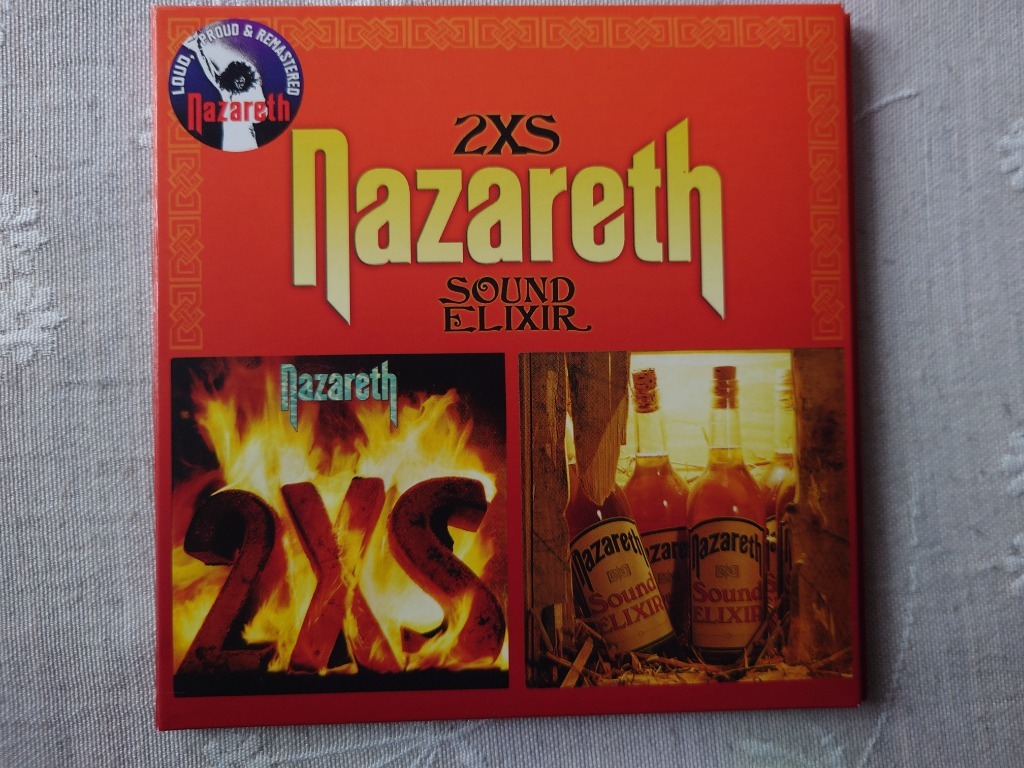 LOUD, PROUD & REMASTERED
Nazareth
2XS
Nazareth
SOUND
ELIXIR
Nazareth
2XS
Nazareth
Sound
ELIXIR
Nazareth
Sound
ELIXIR